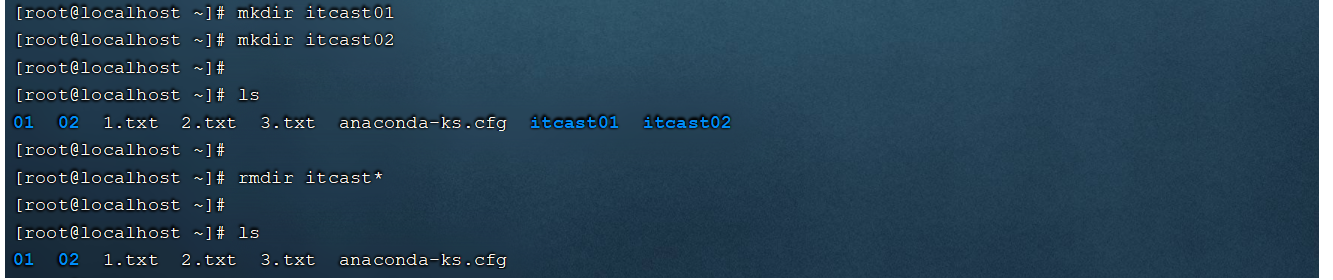 [root@localhost ~]# mkdir itcast01
[root@localhost ~]# mkdir itcast02
[root@localhost ~]#
[root@localhost ~]# ls
01  02  1.txt  2.txt  3.txt  anaconda-ks.cfg  itcast01  itcast02
[root@localhost ~]#
[root@localhost ~]# rmdir itcast*
[root@localhost ~]#
[root@localhost ~]# ls
01  02  1.txt  2.txt  3.txt  anaconda-ks.cfg